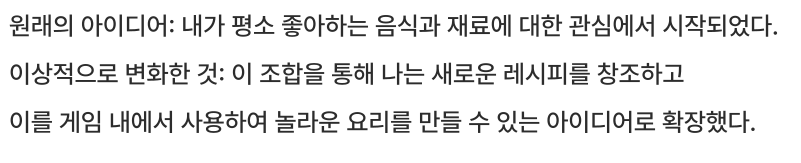 원래의 아이디어: 내가 평소 좋아하는 음식과 재료에 대한 관심에서 시작되었다.
이상적으로 변화한 것: 이 조합을 통해 나는 새로운 레시피를 창조하고
이를 게임 내에서 사용하여 놀라운 요리를 만들 수 있는 아이디어로 확장했다.